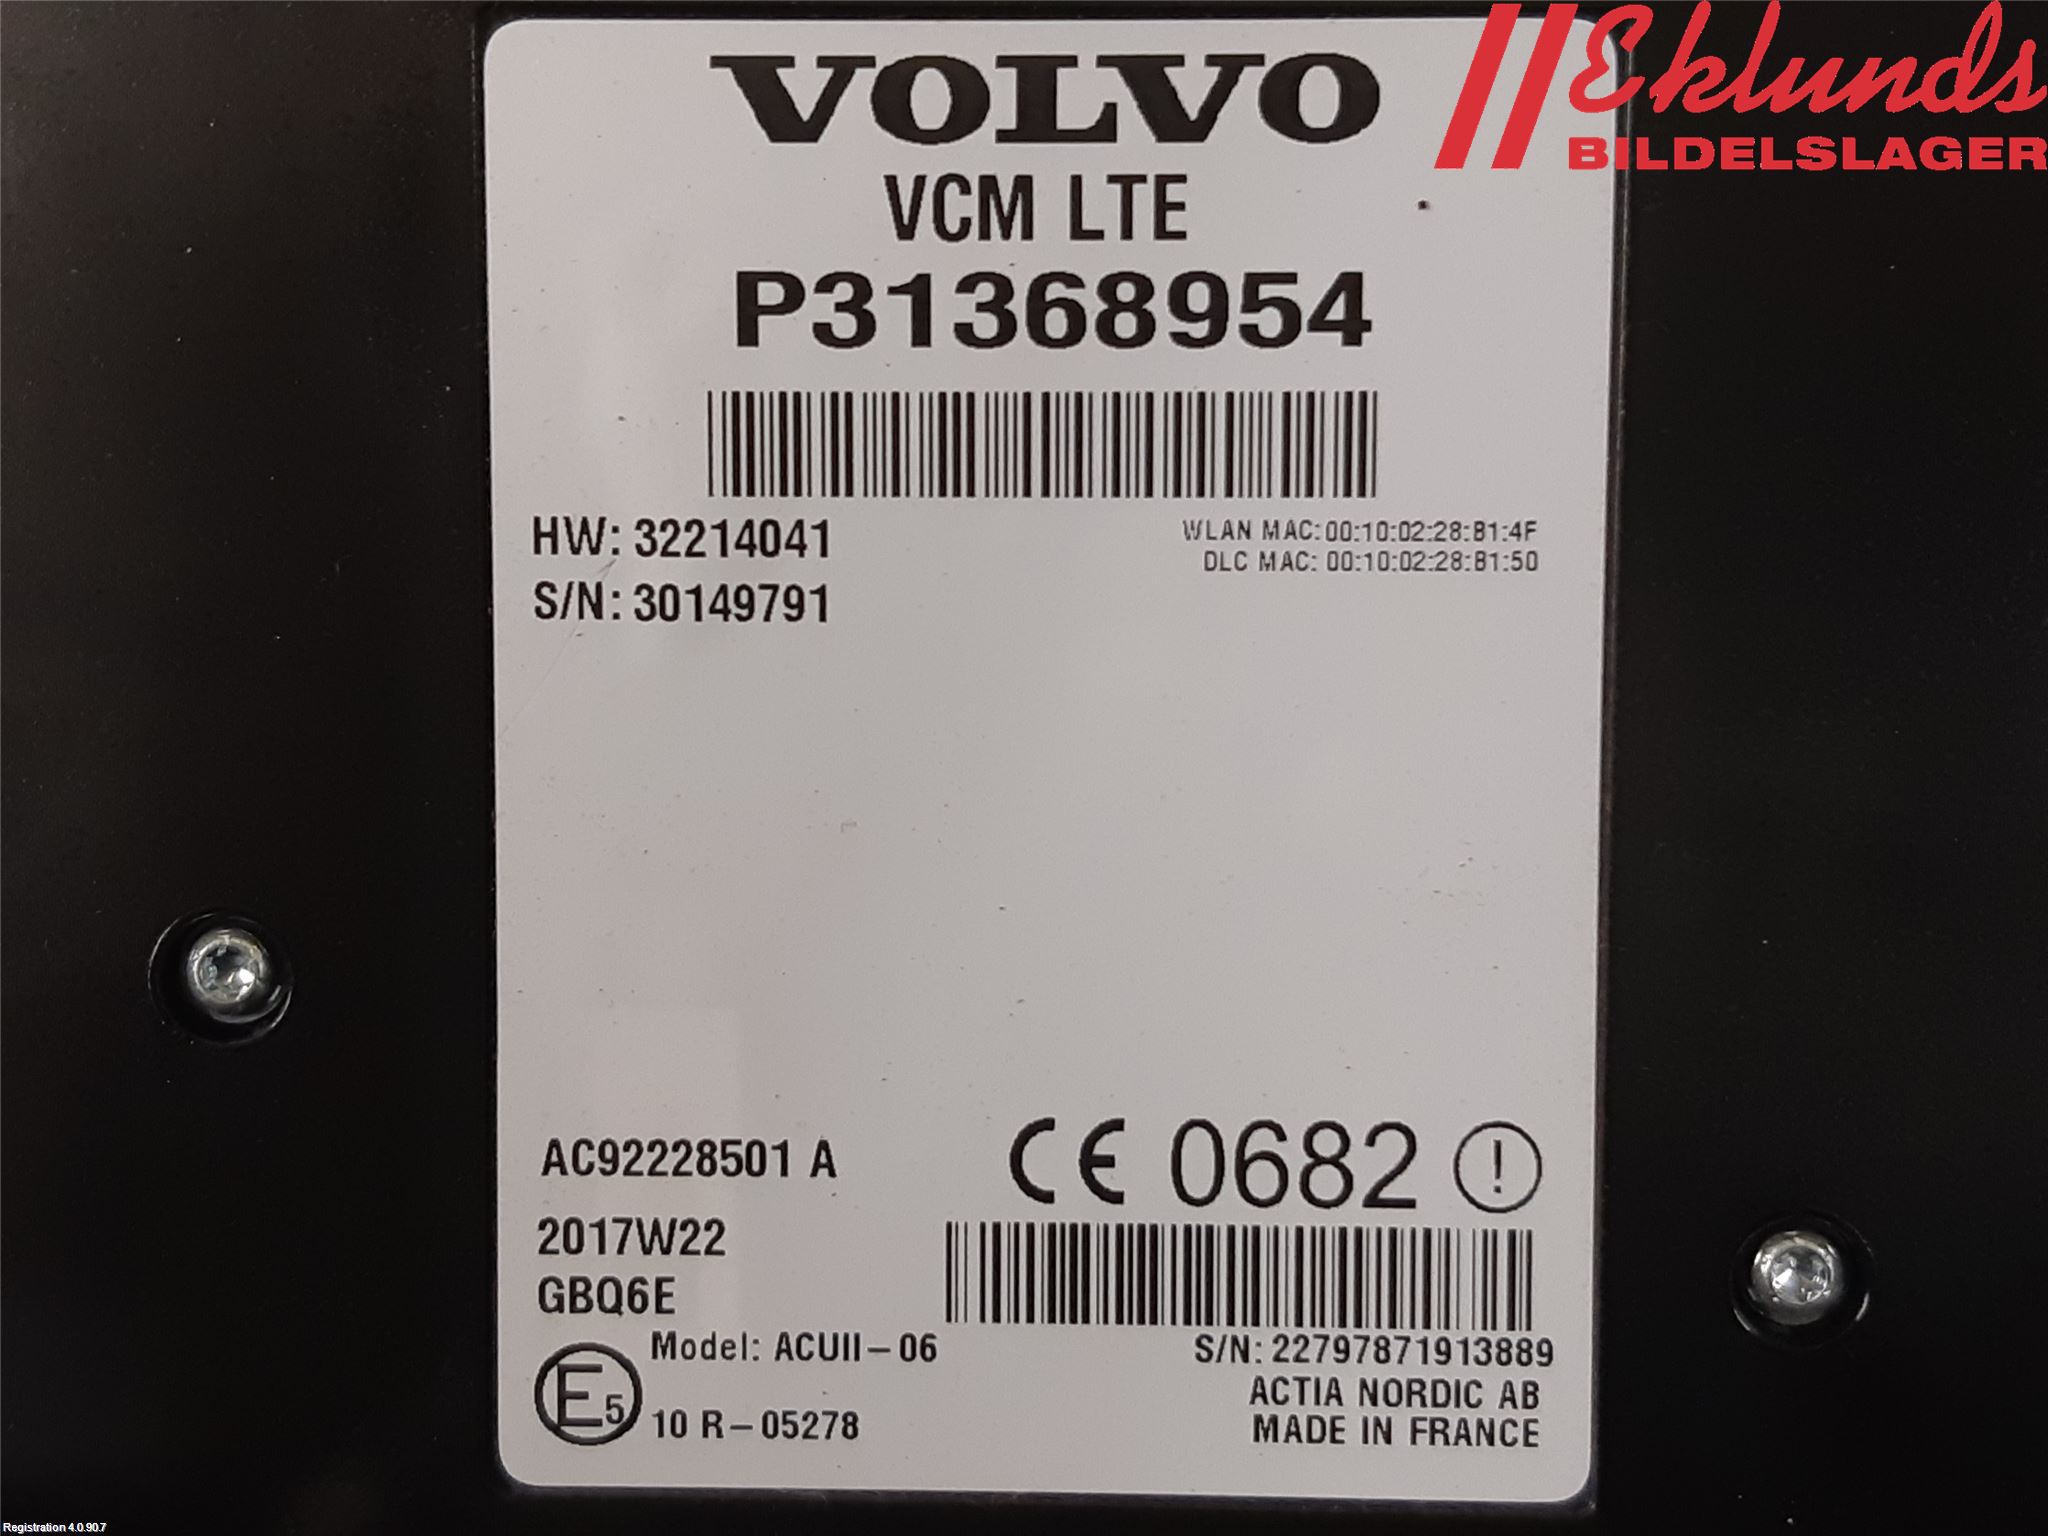 Eklunds
BILDELSLAGER
VOLVO
VCM LTE
P31368954
HW: 32214041
S/N: 30149791
WLAN MAC:00:10:02:28:B1:4F
DLC MAC: 00:10:02:28:B1:50
AC92228501 A
CE 0682 !
2017W22
GBQ6E
Model: ACUII-06
E5
10 R-05278
S/N: 22797871913889
ACTIA NORDIC AB
MADE IN FRANCE
Registration 4.0.90.7